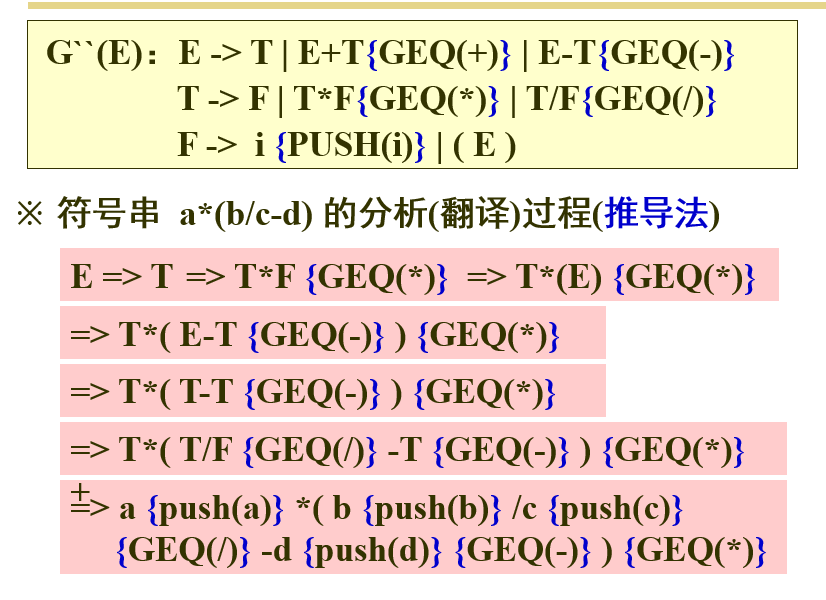 G``(E)：E -> T | E+T{GEQ(+)} | E-T{GEQ(-)}
T -> F | T*F{GEQ(*)} | T/F{GEQ(/)}
F -> i {PUSH(i)} | ( E )
※ 符号串 a*(b/c-d) 的分析(翻译)过程(推导法)
E => T => T*F {GEQ(*)} => T*(E) {GEQ(*)}
=> T*( E-T {GEQ(-)} ) {GEQ(*)}
=> T*( T-T {GEQ(-)} ) {GEQ(*)}
=> T*( T/F {GEQ(/)} -T {GEQ(-)} ) {GEQ(*)}
+
=> a {push(a)} *( b {push(b)} /c {push(c)}
{GEQ(/)} -d {push(d)} {GEQ(-)} ) {GEQ(*)}